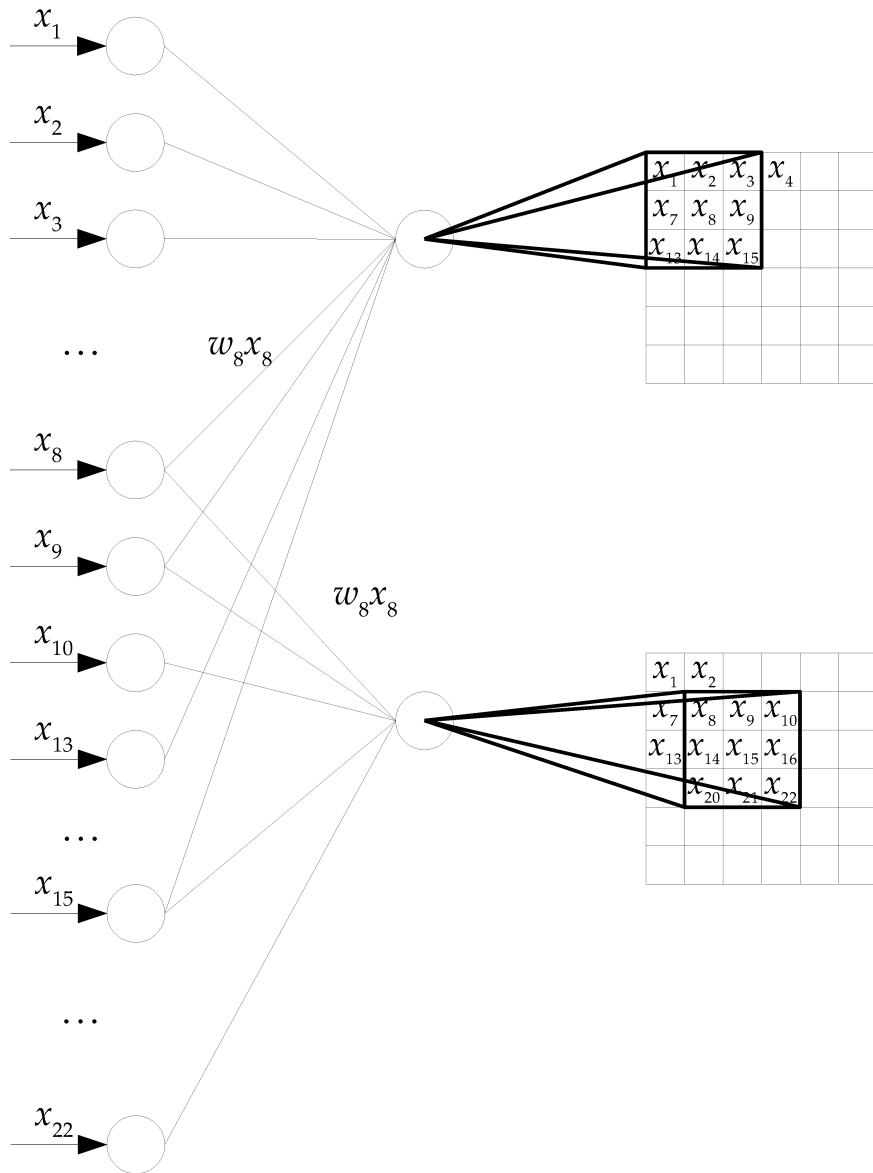 x₁
x₂
x₃
...
w₈x₈
x₈
x₉
w₈x₈
x₁₀
x₁₃
...
x₁₅
...
x₂₂
x₁ x₂ x₃ x₄
x₇ x₈ x₉
x₁₃ x₁₄ x₁₅
x₁ x₂
x₇ x₈ x₉ x₁₀
x₁₃ x₁₄ x₁₅ x₁₆
x₂₀ x₂₁ x₂₂